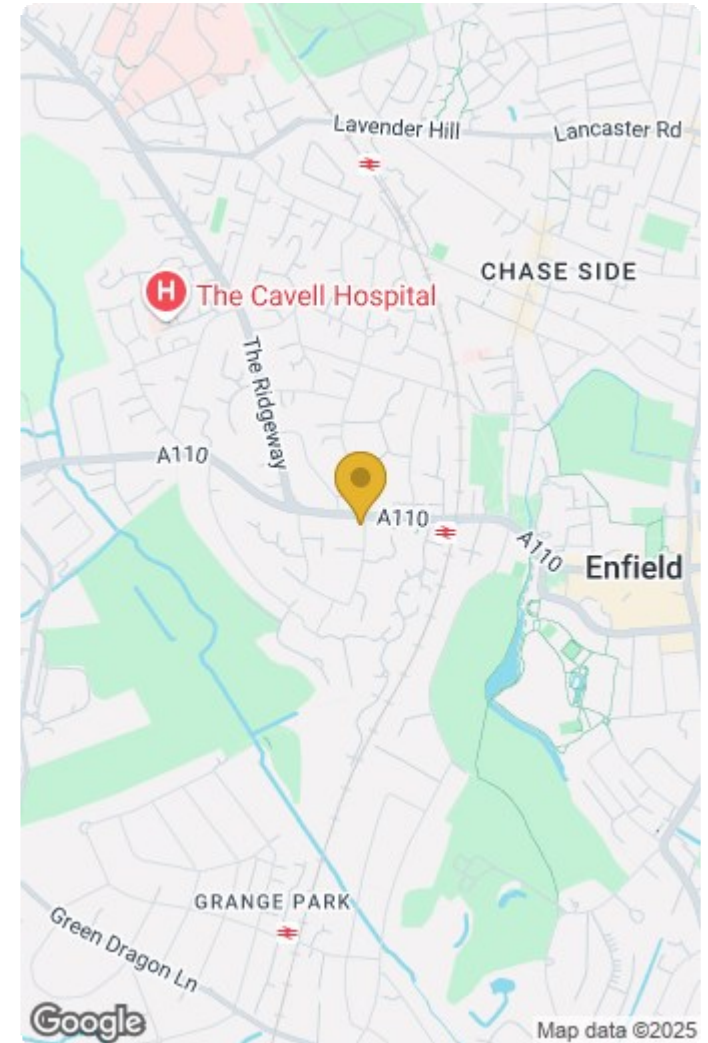 Lavender Hill
Lancaster Rd
CHASE SIDE
H
The Cavell Hospital
The Ridgeway
A110
A110
A110
Enfield
GRANGE PARK
Green Dragon Ln
Google
Map data ©2025